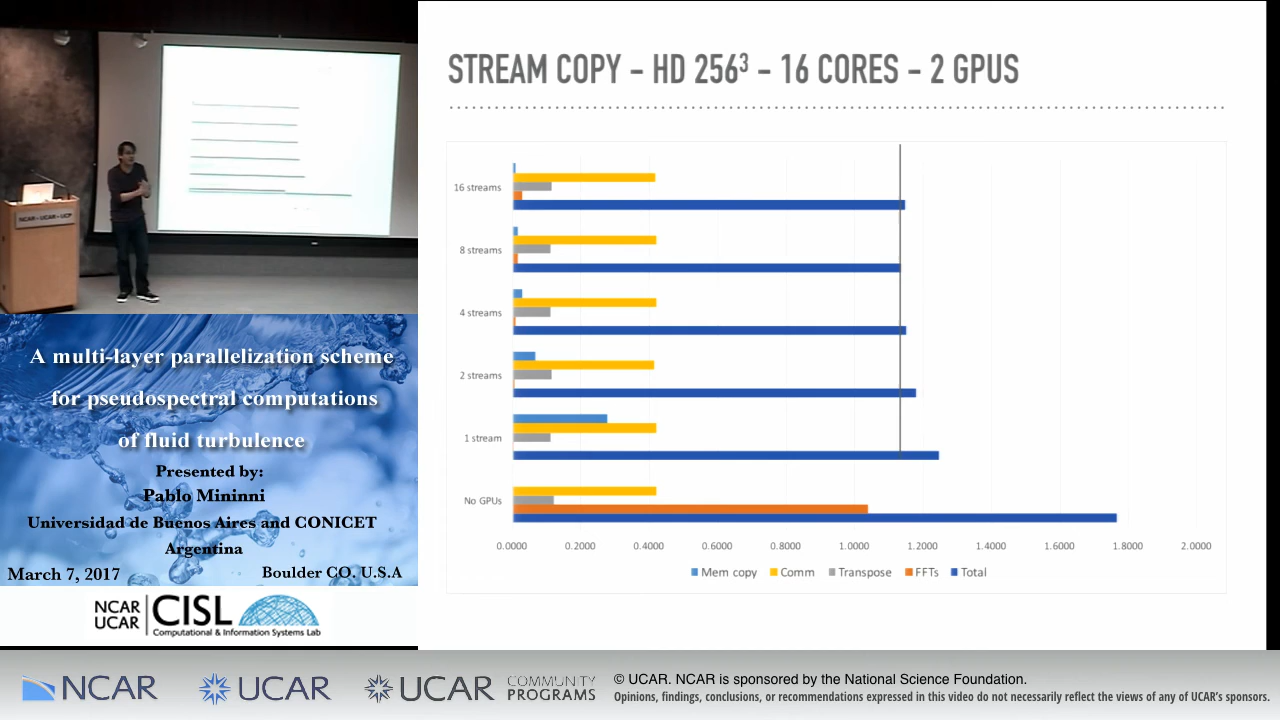 STREAM COPY – HD 256³ – 16 CORES – 2 GPUS
16 streams
8 streams
4 streams
2 streams
1 stream
No GPUs
0.0000 0.2000 0.4000 0.6000 0.8000 1.0000 1.2000 1.4000 1.6000 1.8000 2.0000
Mem copy Comm Transpose FFTs Total
NCAR • UCAR • UCP
A multi-layer parallelization scheme
for pseudospectral computations
of fluid turbulence
Presented by:
Pablo Mininni
Universidad de Buenos Aires and CONICET
Argentina
March 7, 2017 Boulder CO. U.S.A
NCAR
UCAR
CISL
Computational & Information Systems Lab
NCAR
UCAR
UCAR
COMMUNITY
PROGRAMS
© UCAR. NCAR is sponsored by the National Science Foundation.
Opinions, findings, conclusions, or recommendations expressed in this video do not necessarily reflect the views of any of UCAR's sponsors.